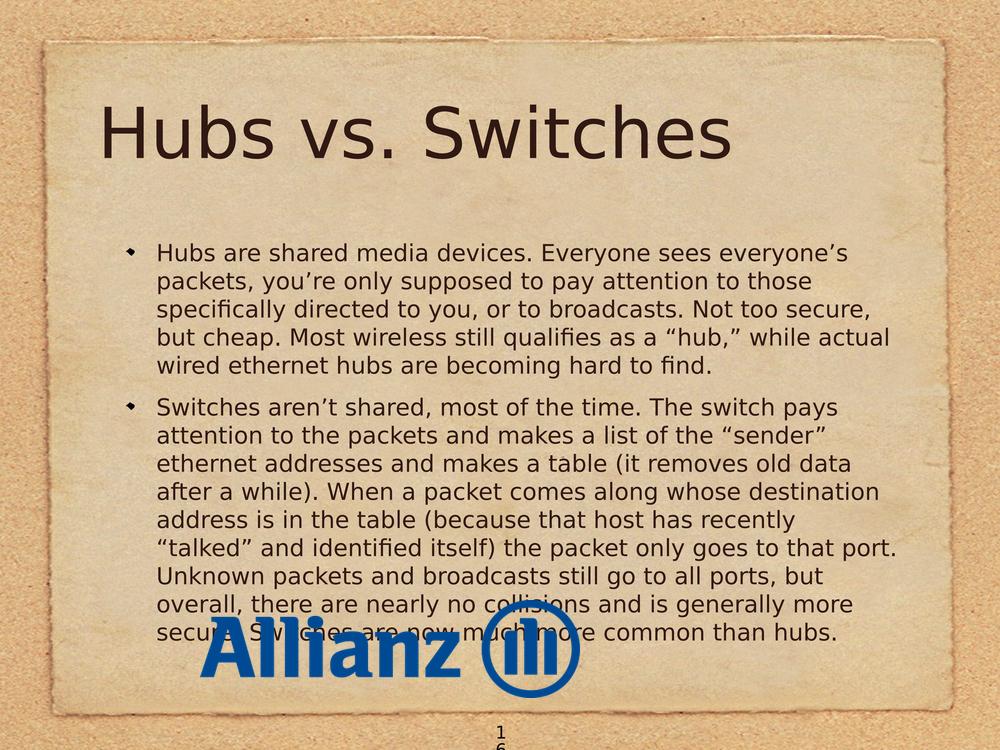 Hubs vs. Switches
Hubs are shared media devices. Everyone sees everyone’s
packets, you’re only supposed to pay attention to those
specifically directed to you, or to broadcasts. Not too secure,
but cheap. Most wireless still qualifies as a “hub,” while actual
wired ethernet hubs are becoming hard to find.
Switches aren’t shared, most of the time. The switch pays
attention to the packets and makes a list of the “sender”
ethernet addresses and makes a table (it removes old data
after a while). When a packet comes along whose destination
address is in the table (because that host has recently
“talked” and identified itself) the packet only goes to that port.
Unknown packets and broadcasts still go to all ports, but
overall, there are nearly no collisions and is generally more
secure. Switches are now much more common than hubs.
Allianz
1
6